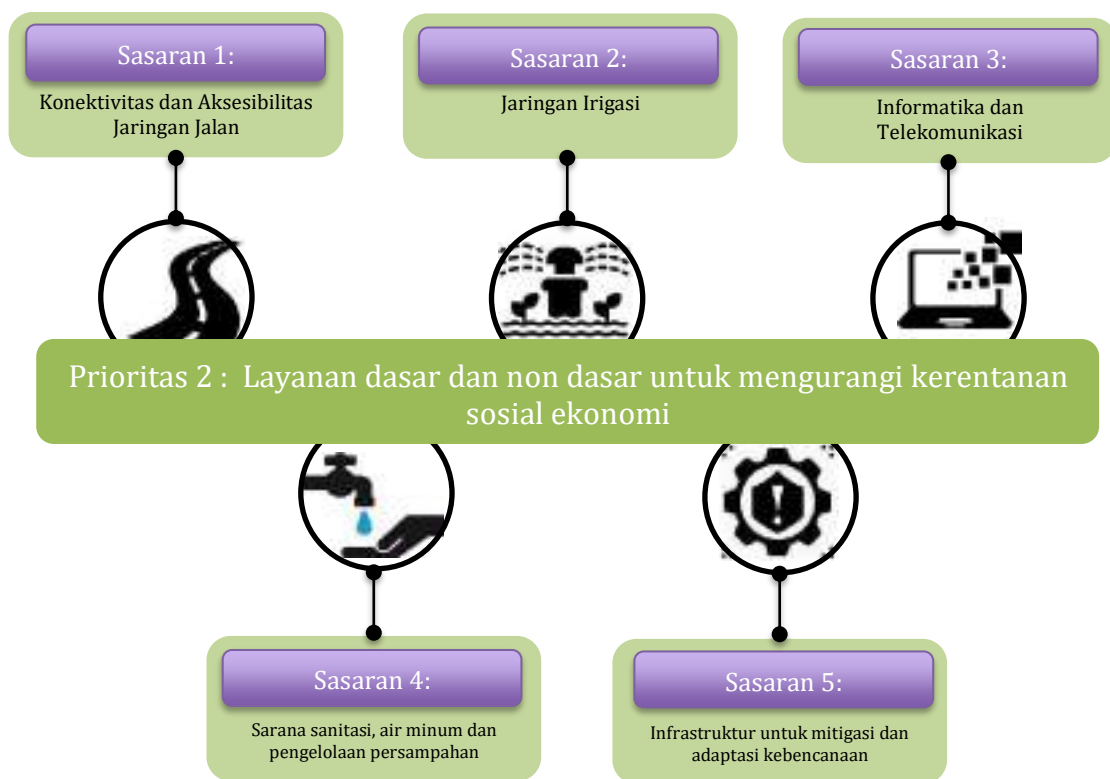 Sasaran 1:
Konektivitas dan Aksesibilitas
Jaringan Jalan
Sasaran 2:
Jaringan Irigasi
Sasaran 3:
Informatika dan
Telekomunikasi
Prioritas 2 : Layanan dasar dan non dasar untuk mengurangi kerentanan
sosial ekonomi
Sasaran 4:
Sarana sanitasi, air minum dan
pengelolaan persampahan
Sasaran 5:
Infrastruktur untuk mitigasi dan
adaptasi kebencanaan